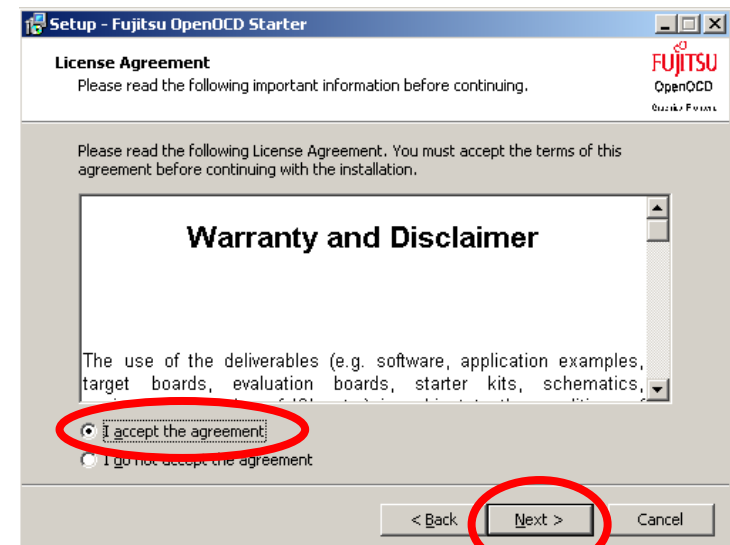 Setup - Fujitsu OpenOCD Starter
License Agreement
Please read the following important information before continuing.
FUJITSU
OpenOCD
Please read the following License Agreement. You must accept the terms of this
agreement before continuing with the installation.
Warranty and Disclaimer
The use of the deliverables (e.g. software, application examples,
target boards, evaluation boards, starter kits, schematics,
I accept the agreement
I do not accept the agreement
< Back
Next >
Cancel